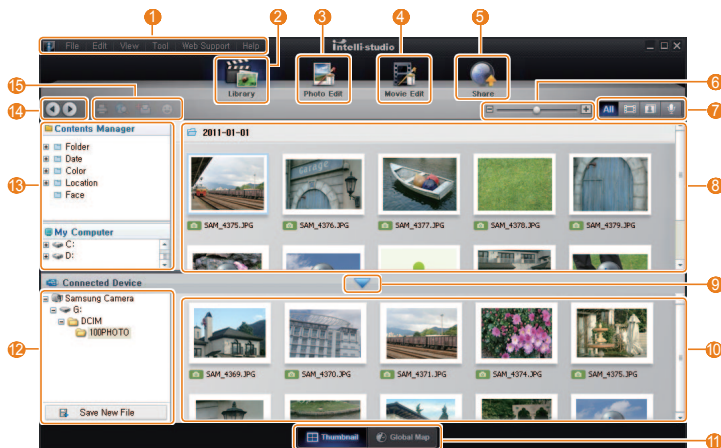 1
2
3
4
5
File Edit View Tool Web Support Help
Intelli-studio
Library
Photo Edit
Movie Edit
Share
6
15
14
All
7
Contents Manager
Folder
Date
Color
Location
Face
13
My Computer
C:
D:
2011-01-01
SAM_4375.JPG
SAM_4376.JPG
SAM_4377.JPG
SAM_4378.JPG
SAM_4379.JPG
8
Connected Device
9
Samsung Camera
G:
DCIM
100PHOTO
12
Save New File
SAM_4369.JPG
SAM_4370.JPG
SAM_4371.JPG
SAM_4374.JPG
SAM_4375.JPG
10
Thumbnail
Global Map
11